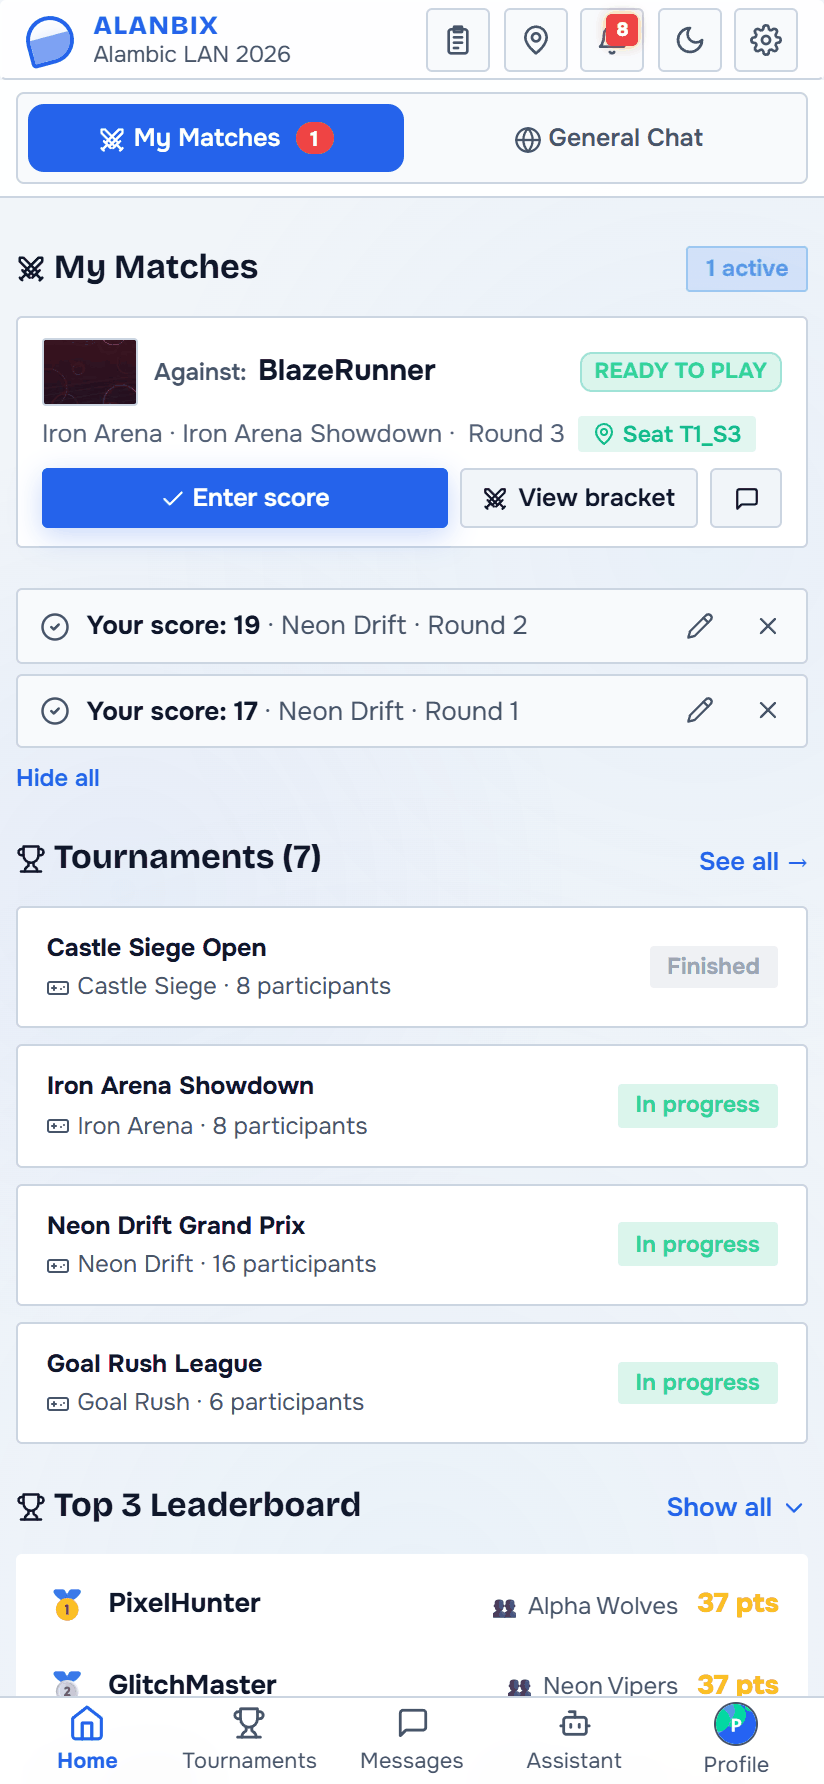 ALANBIX
Alambic LAN 2026
8
My Matches 1
General Chat
My Matches
1 active
Against: BlazeRunner
READY TO PLAY
Iron Arena · Iron Arena Showdown · Round 3
Seat T1_S3
Enter score
View bracket
Your score: 19 · Neon Drift · Round 2
Your score: 17 · Neon Drift · Round 1
Hide all
Tournaments (7)
See all →
Castle Siege Open
Castle Siege · 8 participants
Finished
Iron Arena Showdown
Iron Arena · 8 participants
In progress
Neon Drift Grand Prix
Neon Drift · 16 participants
In progress
Goal Rush League
Goal Rush · 6 participants
In progress
Top 3 Leaderboard
Show all
1 PixelHunter
Alpha Wolves 37 pts
2 GlitchMaster
Neon Vipers 37 pts
Home
Tournaments
Messages
Assistant
P
Profile